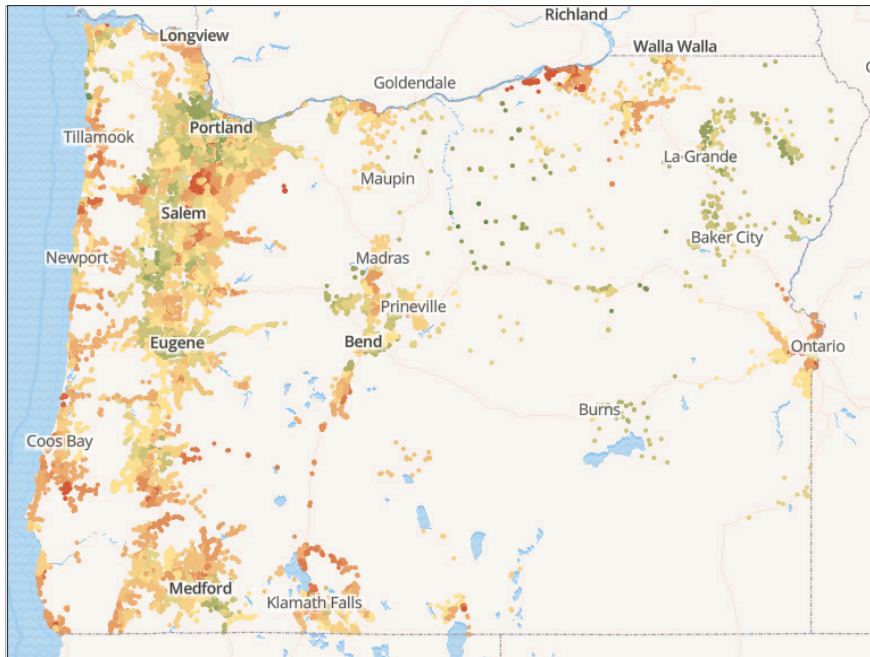 Richland
Longview
Walla Walla
Goldendale
Portland
Tillamook
La Grande
Maupin
Salem
Baker City
Newport
Madras
Prineville
Eugene
Bend
Ontario
Burns
Coos Bay
Medford
Klamath Falls